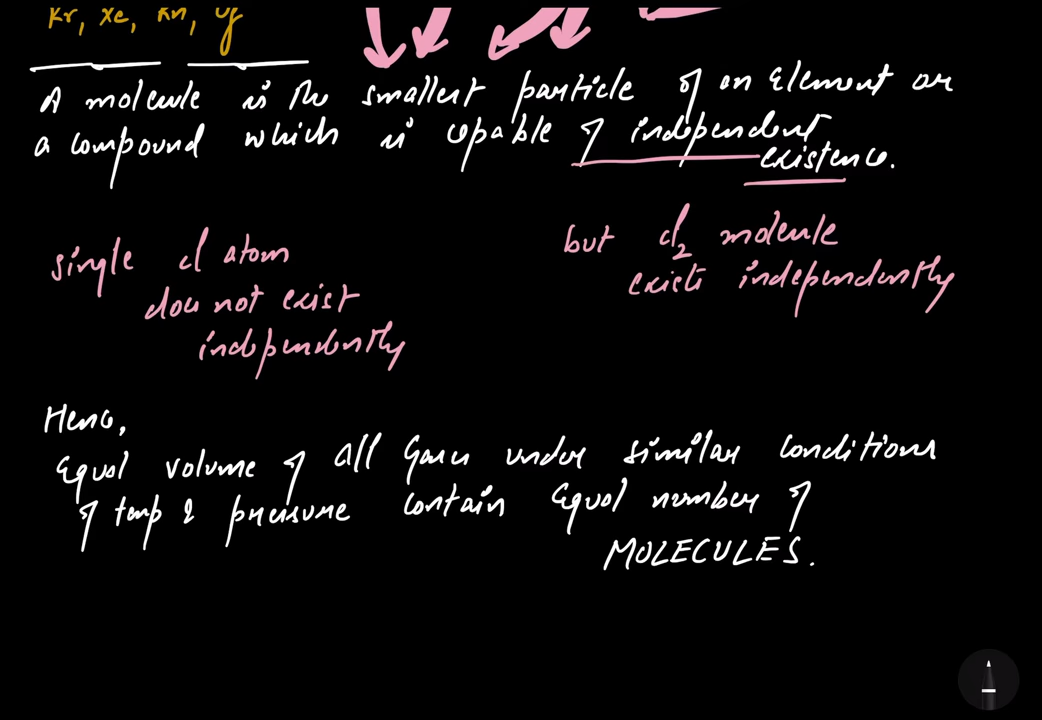 Kr, Xe, Rn, Og
A molecule is the smallest particle of an Element or
a compound which is capable of independent
existence.
single Cl atom
does not exist
independently
but Cl2 molecule
exists independently
Hence,
Equal volume of All Gases under similar conditions
of temp & pressure contain Equal number of
MOLECULES.